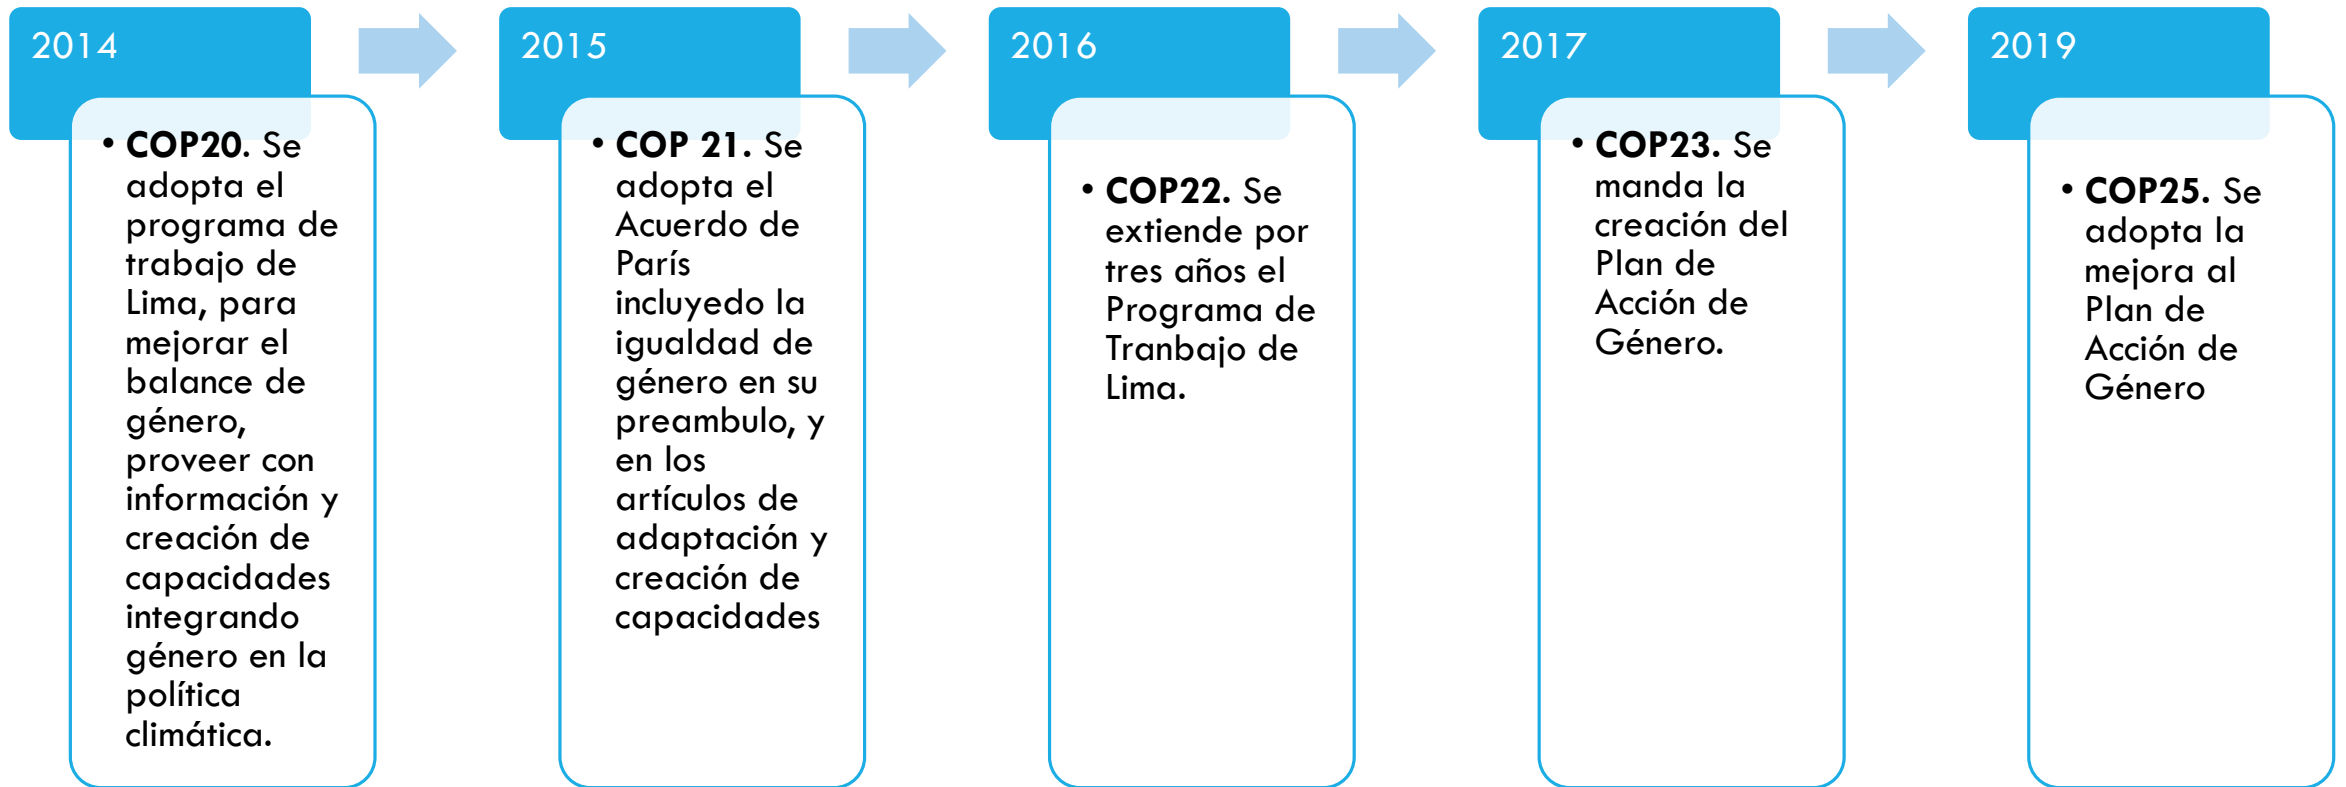 2014
• COP20. Se
adopta el
programa de
trabajo de
Lima, para
mejorar el
balance de
género,
proveer con
información y
creación de
capacidades
integrando
género en la
política
climática.
2015
• COP 21. Se
adopta el
Acuerdo de
París
incluyedo la
igualdad de
género en su
preambulo, y
en los
artículos de
adaptación y
creación de
capacidades
2016
• COP22. Se
extiende por
tres años el
Programa de
Tranbajo de
Lima.
2017
• COP23. Se
manda la
creación del
Plan de
Acción de
Género.
2019
• COP25. Se
adopta la
mejora al
Plan de
Acción de
Género